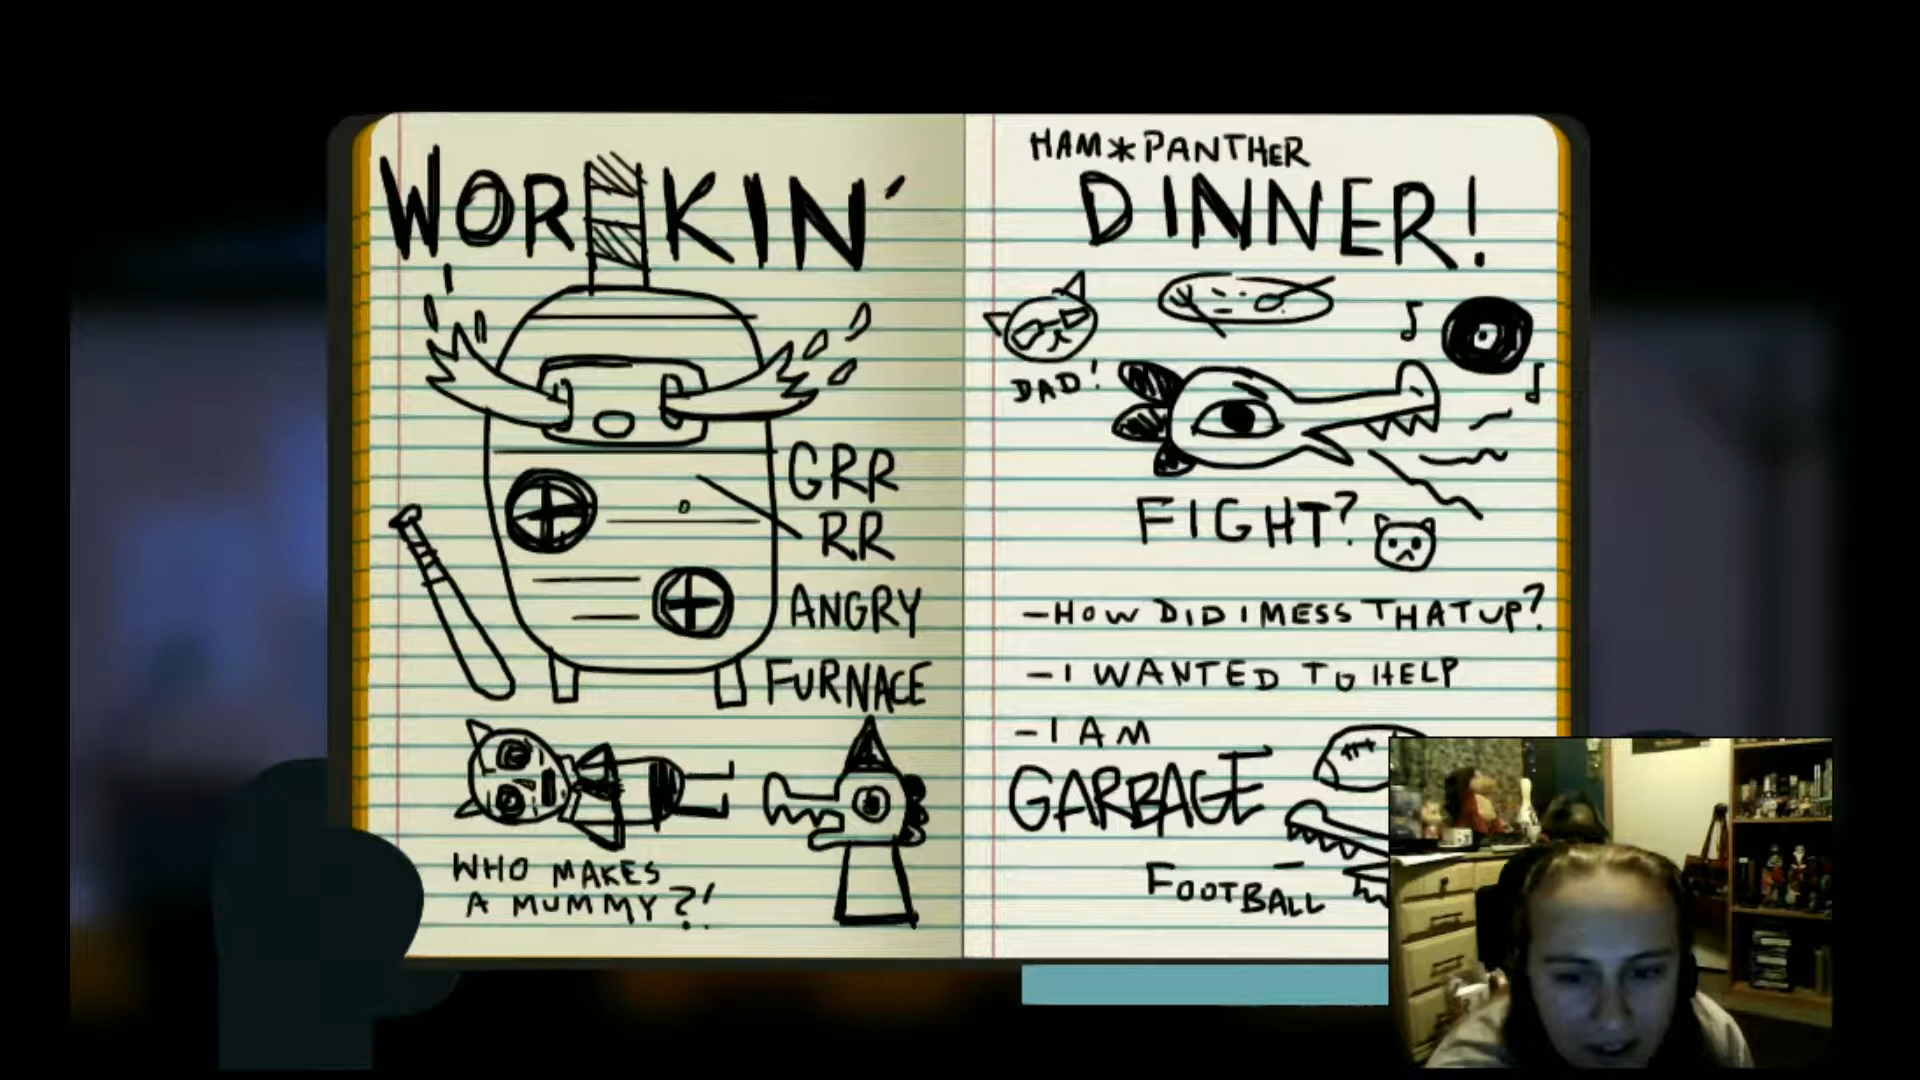 WORKIN'
GRR
RR
ANGRY
FURNACE
WHO MAKES
A MUMMY?!
HAM*PANTHER
DINNER!
DAD!
FIGHT?
-HOW DID I MESS THAT UP?
-I WANTED TO HELP
-I AM
GARBAGE
FOOTBALL